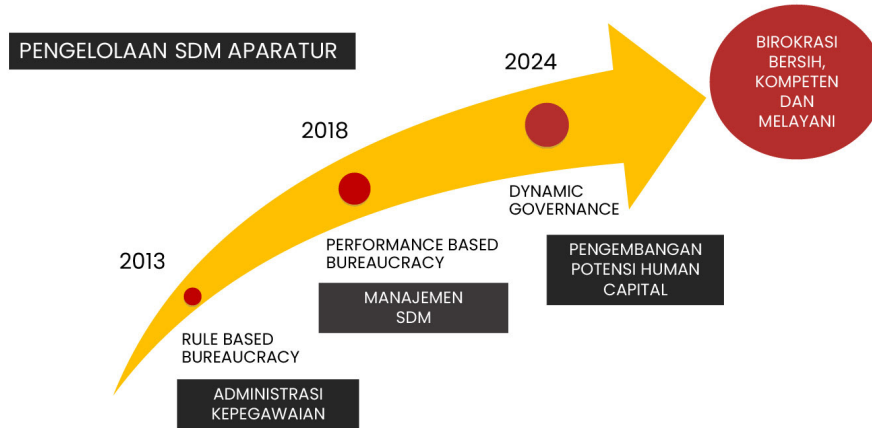 PENGELOLAAN SDM APARATUR
BIROKRASI
BERSIH,
KOMPETEN
DAN
MELAYANI
2024
2018
2013
DYNAMIC
GOVERNANCE
PENGEMBANGAN
POTENSI HUMAN
CAPITAL
PERFORMANCE BASED
BUREAUCRACY
MANAJEMEN
SDM
RULE BASED
BUREAUCRACY
ADMINISTRASI
KEPEGAWAIAN